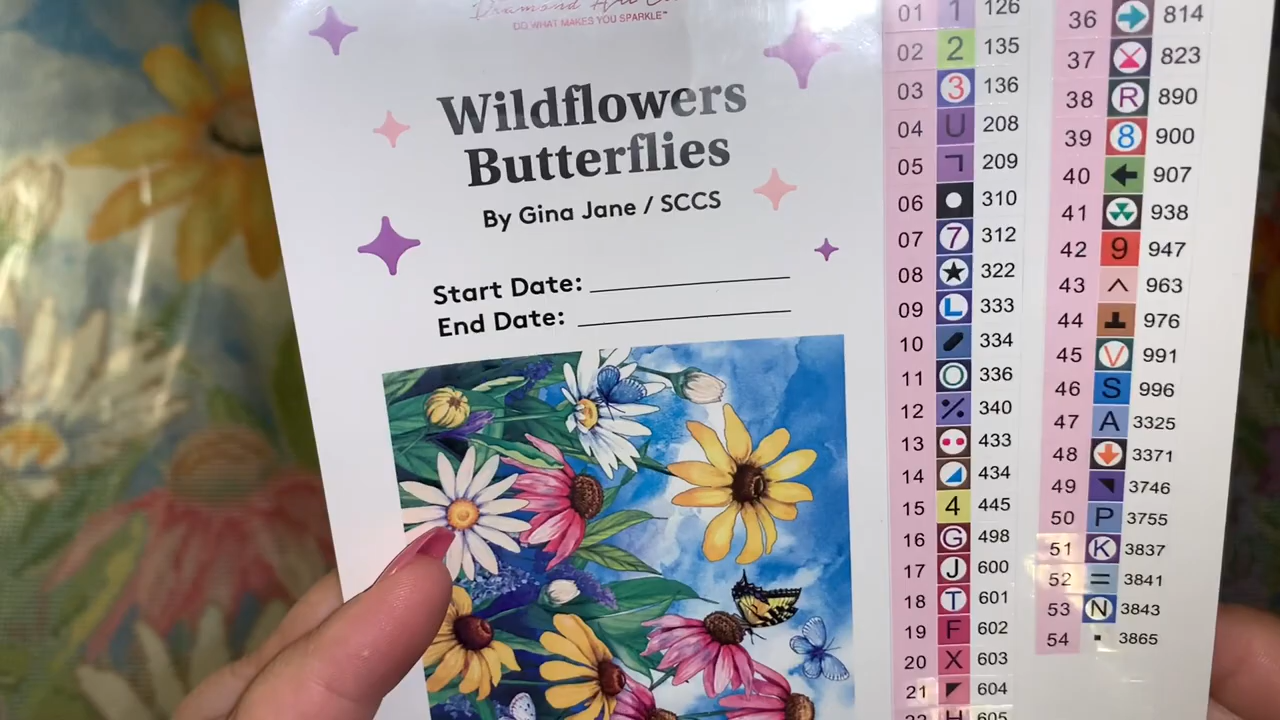 Diamond Art Cl
DO WHAT MAKES YOU SPARKLE™
Wildflowers
Butterflies
By Gina Jane / SCCS
Start Date:
End Date:
01 1 126
02 2 135
03 3 136
04 U 208
05 209
06 310
07 7 312
08 ★ 322
09 L 333
10 334
11 O 336
12 % 340
13 433
14 434
15 4 445
16 G 498
17 J 600
18 T 601
19 F 602
20 X 603
21 604
H 605
36 814
37 823
38 R 890
39 8 900
40 907
41 938
42 9 947
43 ^ 963
44 976
45 V 991
46 S 996
47 A 3325
48 3371
49 3746
50 P 3755
51 K 3837
52 = 3841
53 N 3843
54 3865